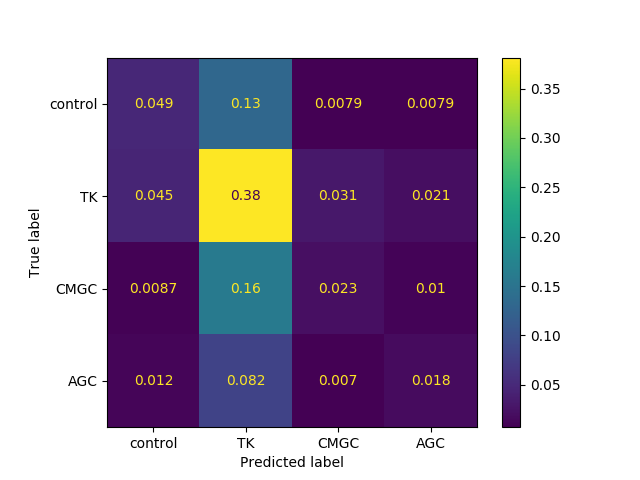 control 0.049 0.13 0.0079 0.0079
TK 0.045 0.38 0.031 0.021
CMGC 0.0087 0.16 0.023 0.01
AGC 0.012 0.082 0.007 0.018
control TK CMGC AGC
Predicted label
True label
0.35
0.30
0.25
0.20
0.15
0.10
0.05